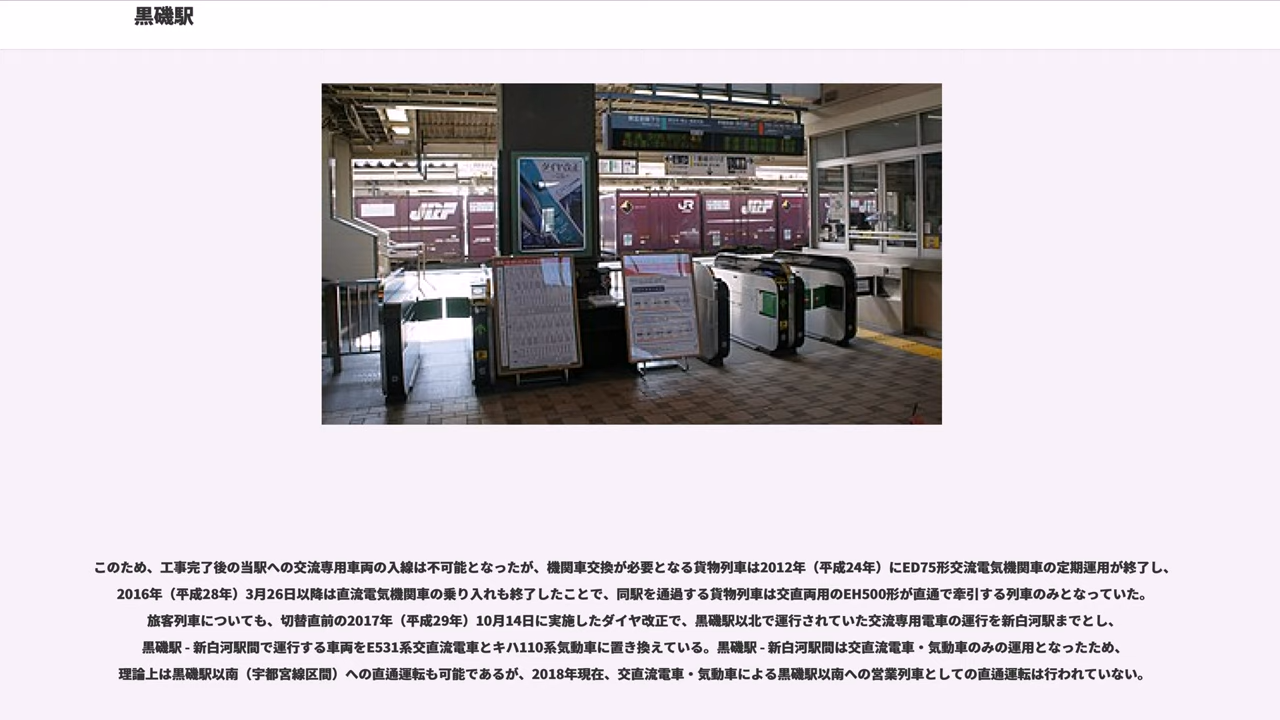 黒磯駅
ダイヤ改正
JRF
JR
JRF
このため、工事完了後の当駅への交流専用車両の入線は不可能となったが、機関車交換が必要となる貨物列車は2012年（平成24年）にED75形交流電気機関車の定期運用が終了し、
2016年（平成28年）3月26日以降は直流電気機関車の乗り入れも終了したことで、同駅を通過する貨物列車は交直両用のEH500形が直通で牽引する列車のみとなっていた。
旅客列車についても、切替直前の2017年（平成29年）10月14日に実施したダイヤ改正で、黒磯駅以北で運行されていた交流専用電車の運行を新白河駅までとし、
黒磯駅 - 新白河駅間で運行する車両をE531系交直流電車とキハ110系気動車に置き換えている。黒磯駅 - 新白河駅間は交直流電車・気動車のみの運用となったため、
理論上は黒磯駅以南（宇都宮線区間）への直通運転も可能であるが、2018年現在、交直流電車・気動車による黒磯駅以南への営業列車としての直通運転は行われていない。